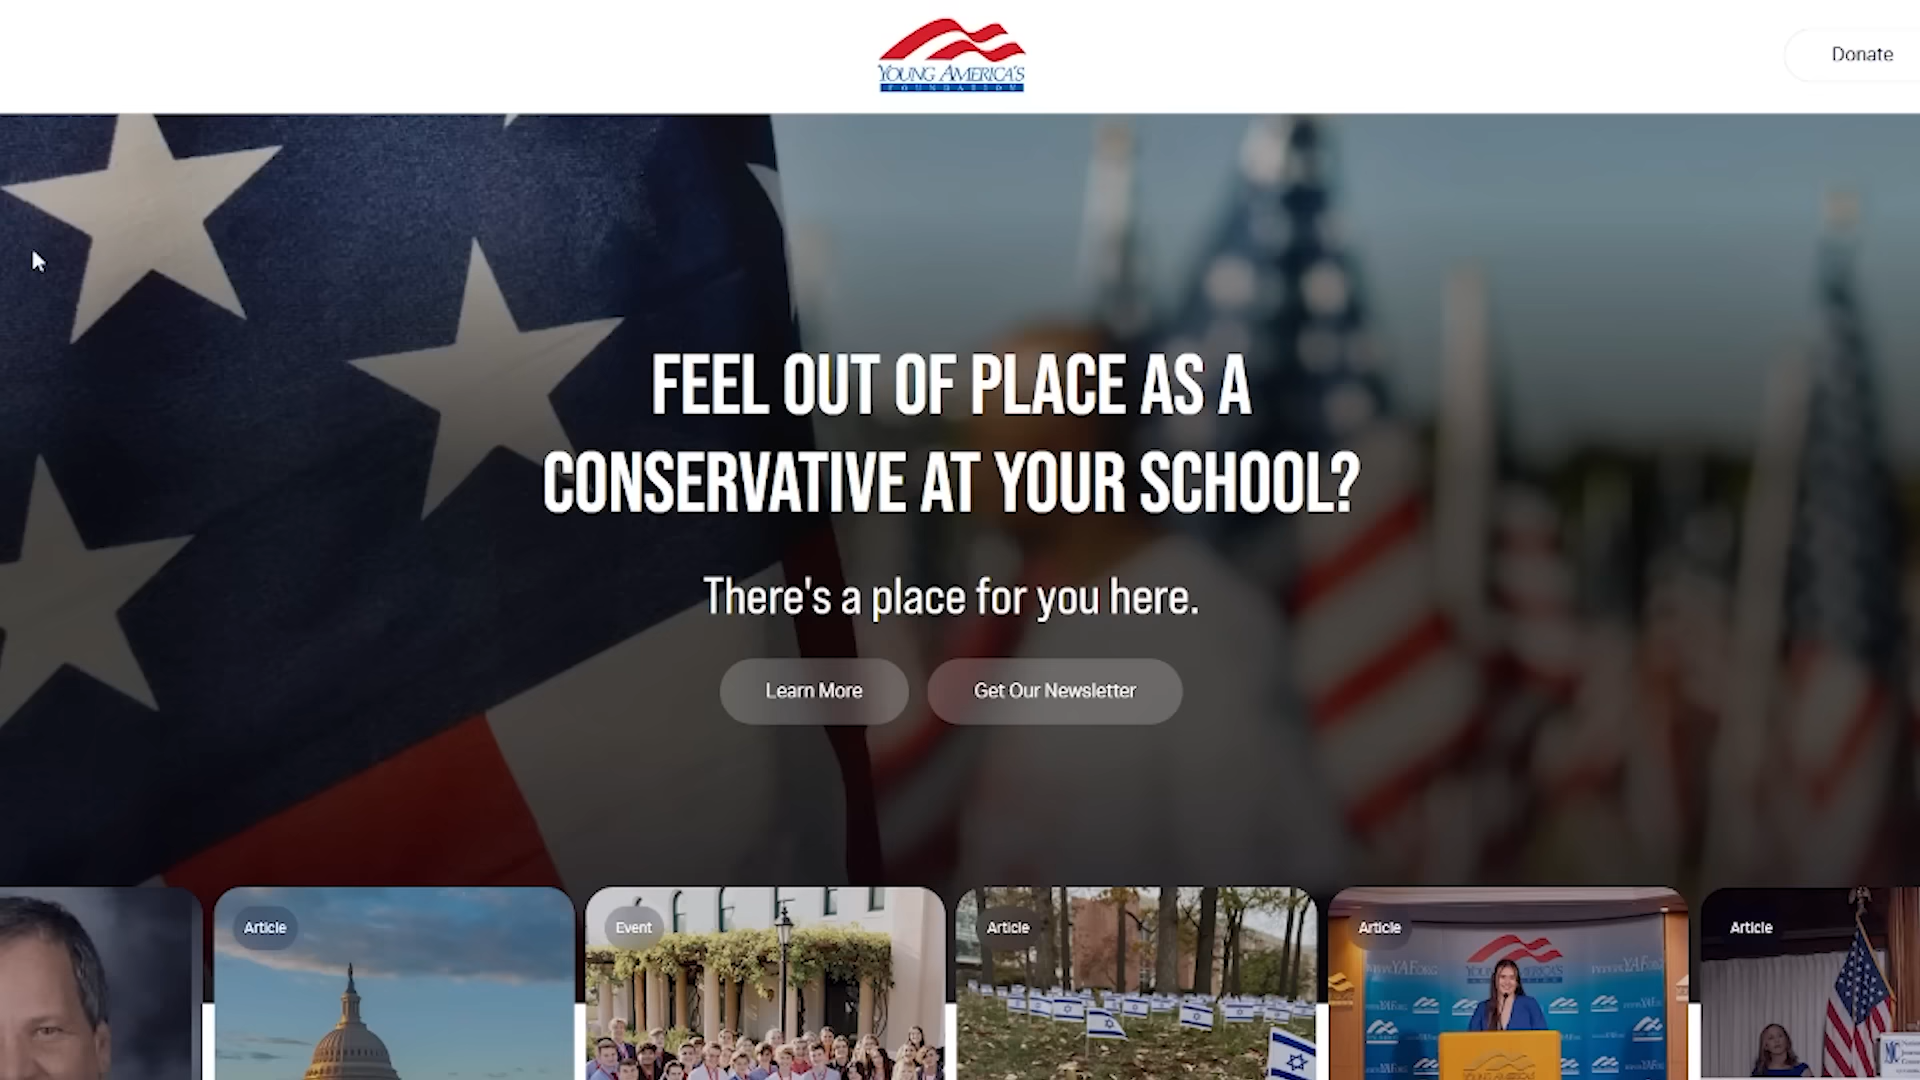 YOUNG AMERICA'S
FOUNDATION
Donate
FEEL OUT OF PLACE AS A
CONSERVATIVE AT YOUR SCHOOL?
There's a place for you here.
Learn More
Get Our Newsletter
Article
Event
Article
Article
Article